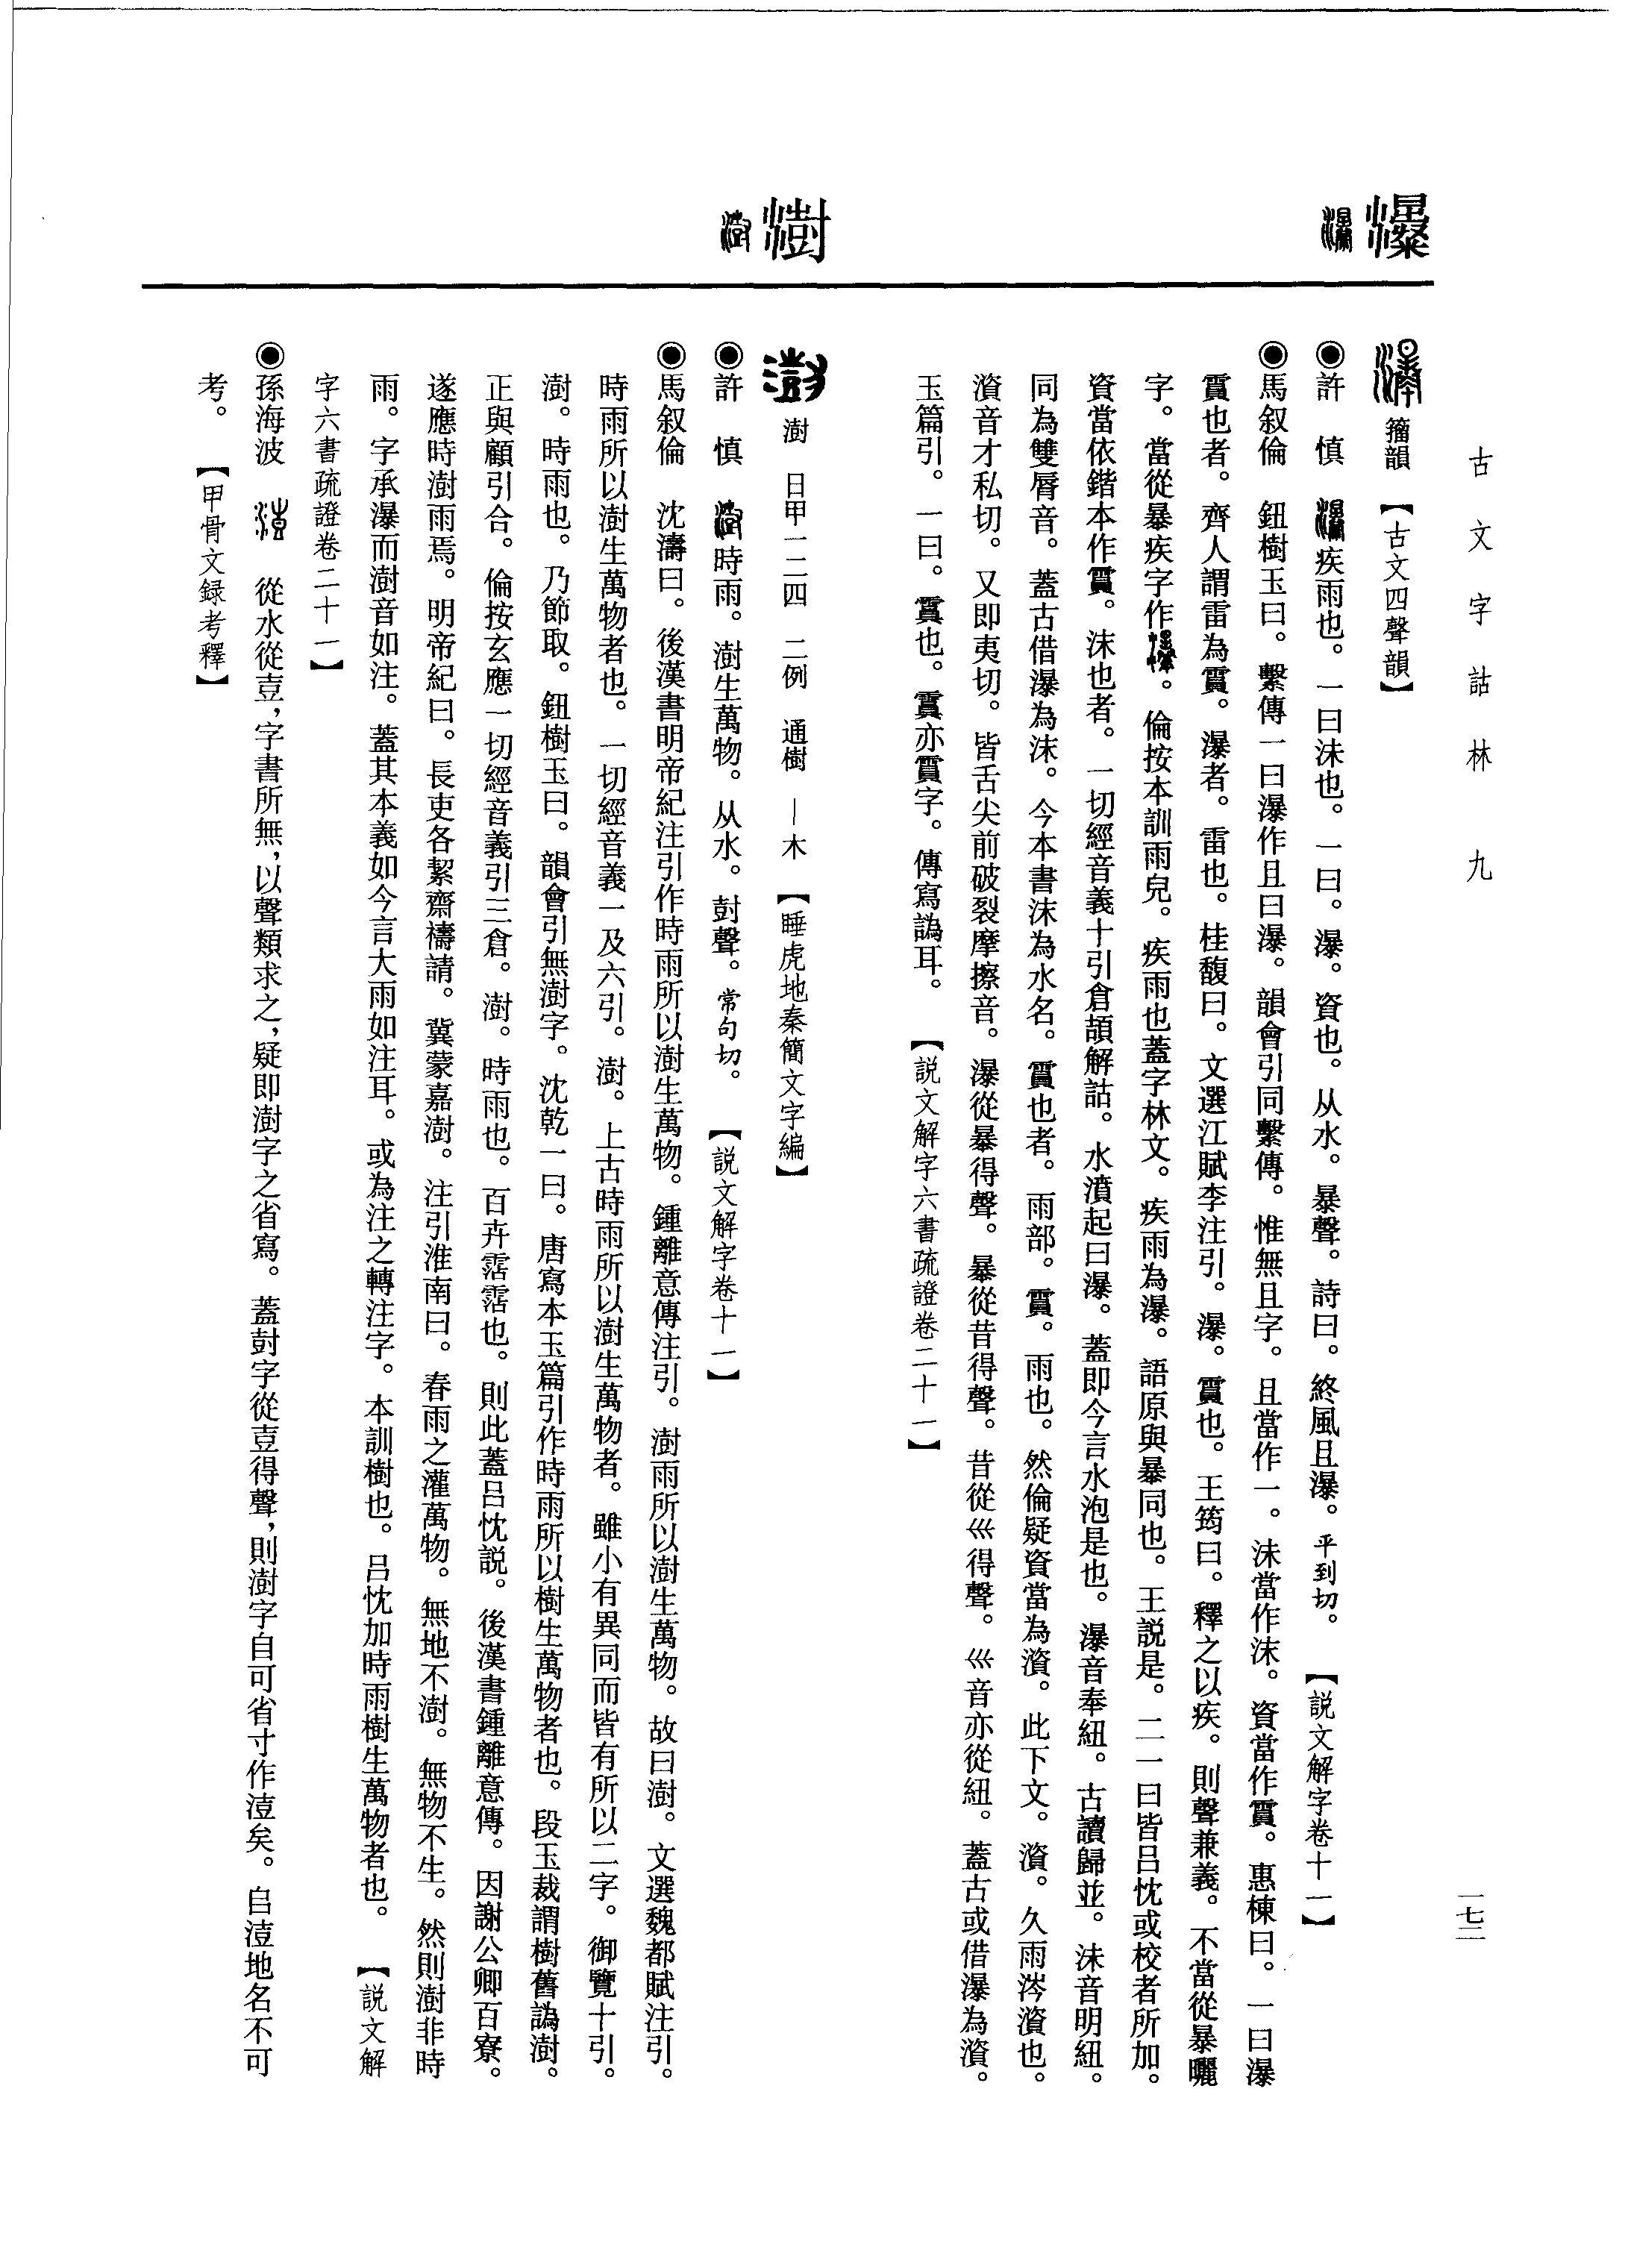 古文字詁林 九
一七二
瀑
籀韻 【古文四聲韻】
◉許 慎 疾雨也。一曰沬也。一曰。瀑。資也。从水。暴聲。詩曰。終風且瀑。平到切。 【説文解字卷十一】
◉馬叙倫 鈕樹玉曰。繫傳一曰瀑作且曰瀑。韻會引同繫傳。惟無且字。且當作一。沬當作沫。資當作霣。惠棟曰。一曰瀑
霣也者。齊人謂雷為霣。瀑者。雷也。桂馥曰。文選江賦李注引。瀑。霣也。王筠曰。釋之以疾。則聲兼義。不當從暴曬
字。當從暴疾字作。倫按本訓雨皃。疾雨也蓋字林文。疾雨為瀑。語原與暴同也。王説是。二一曰皆吕忱或校者所加。
資當依鍇本作霣。沫也者。一切經音義十引倉頡解詁。水濆起曰瀑。蓋即今言水泡是也。瀑音奉紐。古讀歸並。沫音明紐。
同為雙脣音。蓋古借瀑為沫。今本書沫為水名。霣也者。雨部。霣。雨也。然倫疑資當為澬。此下文。澬。久雨涔澬也。
澬音才私切。又即夷切。皆舌尖前破裂摩擦音。瀑從暴得聲。暴從昔得聲。昔從巛得聲。巛音亦從紐。蓋古或借瀑為澬。
玉篇引。一曰。霣也。霣亦霣字。傳寫譌耳。 【説文解字六書疏證卷二十一】
澍
澍 日甲一二四 二例 通樹 ｜木 【睡虎地秦簡文字編】
◉許 慎 時雨。澍生萬物。从水。尌聲。常句切。 【説文解字卷十一】
◉馬叙倫 沈濤曰。後漢書明帝紀注引作時雨所以澍生萬物。鍾離意傳注引。澍雨所以澍生萬物。故曰澍。文選魏都賦注引。
時雨所以澍生萬物者也。一切經音義一及六引。澍。上古時雨所以澍生萬物者。雖小有異同而皆有所以二字。御覽十引。
澍。時雨也。乃節取。鈕樹玉曰。韻會引無澍字。沈乾一曰。唐寫本玉篇引作時雨所以樹生萬物者也。段玉裁謂樹舊譌澍。
正與顧引合。倫按玄應一切經音義引三倉。澍。時雨也。百卉霑霑也。則此蓋吕忱説。後漢書鍾離意傳。因謝公卿百寮。
遂應時澍雨焉。明帝紀曰。長吏各絜齋禱請。冀蒙嘉澍。注引淮南曰。春雨之灌萬物。無地不澍。無物不生。然則澍非時
雨。字承瀑而澍音如注。蓋其本義如今言大雨如注耳。或為注之轉注字。本訓樹也。吕忱加時雨樹生萬物者也。 【説文解
字六書疏證卷二十一】
◉孫海波 從水從壴，字書所無，以聲類求之，疑即澍字之省寫。蓋尌字從壴得聲，則澍字自可省寸作㴾矣。㠯㴾地名不可
考。 【甲骨文録考釋】